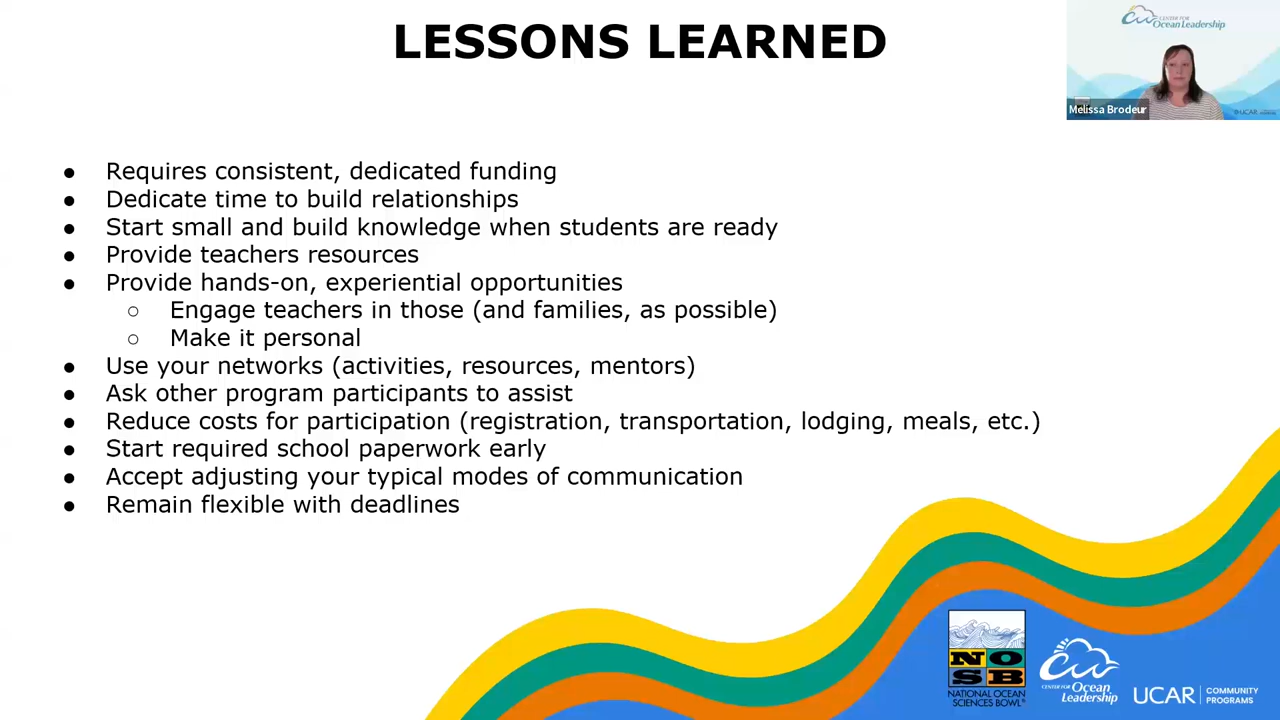 LESSONS LEARNED
CENTER FOR
Ocean Leadership
Melissa Brodeur
UCAR
● Requires consistent, dedicated funding
● Dedicate time to build relationships
● Start small and build knowledge when students are ready
● Provide teachers resources
● Provide hands-on, experiential opportunities
○ Engage teachers in those (and families, as possible)
○ Make it personal
● Use your networks (activities, resources, mentors)
● Ask other program participants to assist
● Reduce costs for participation (registration, transportation, lodging, meals, etc.)
● Start required school paperwork early
● Accept adjusting your typical modes of communication
● Remain flexible with deadlines
NO
SB
NATIONAL OCEAN
SCIENCES BOWL
CENTER FOR
Ocean
Leadership
UCAR
COMMUNITY
PROGRAMS